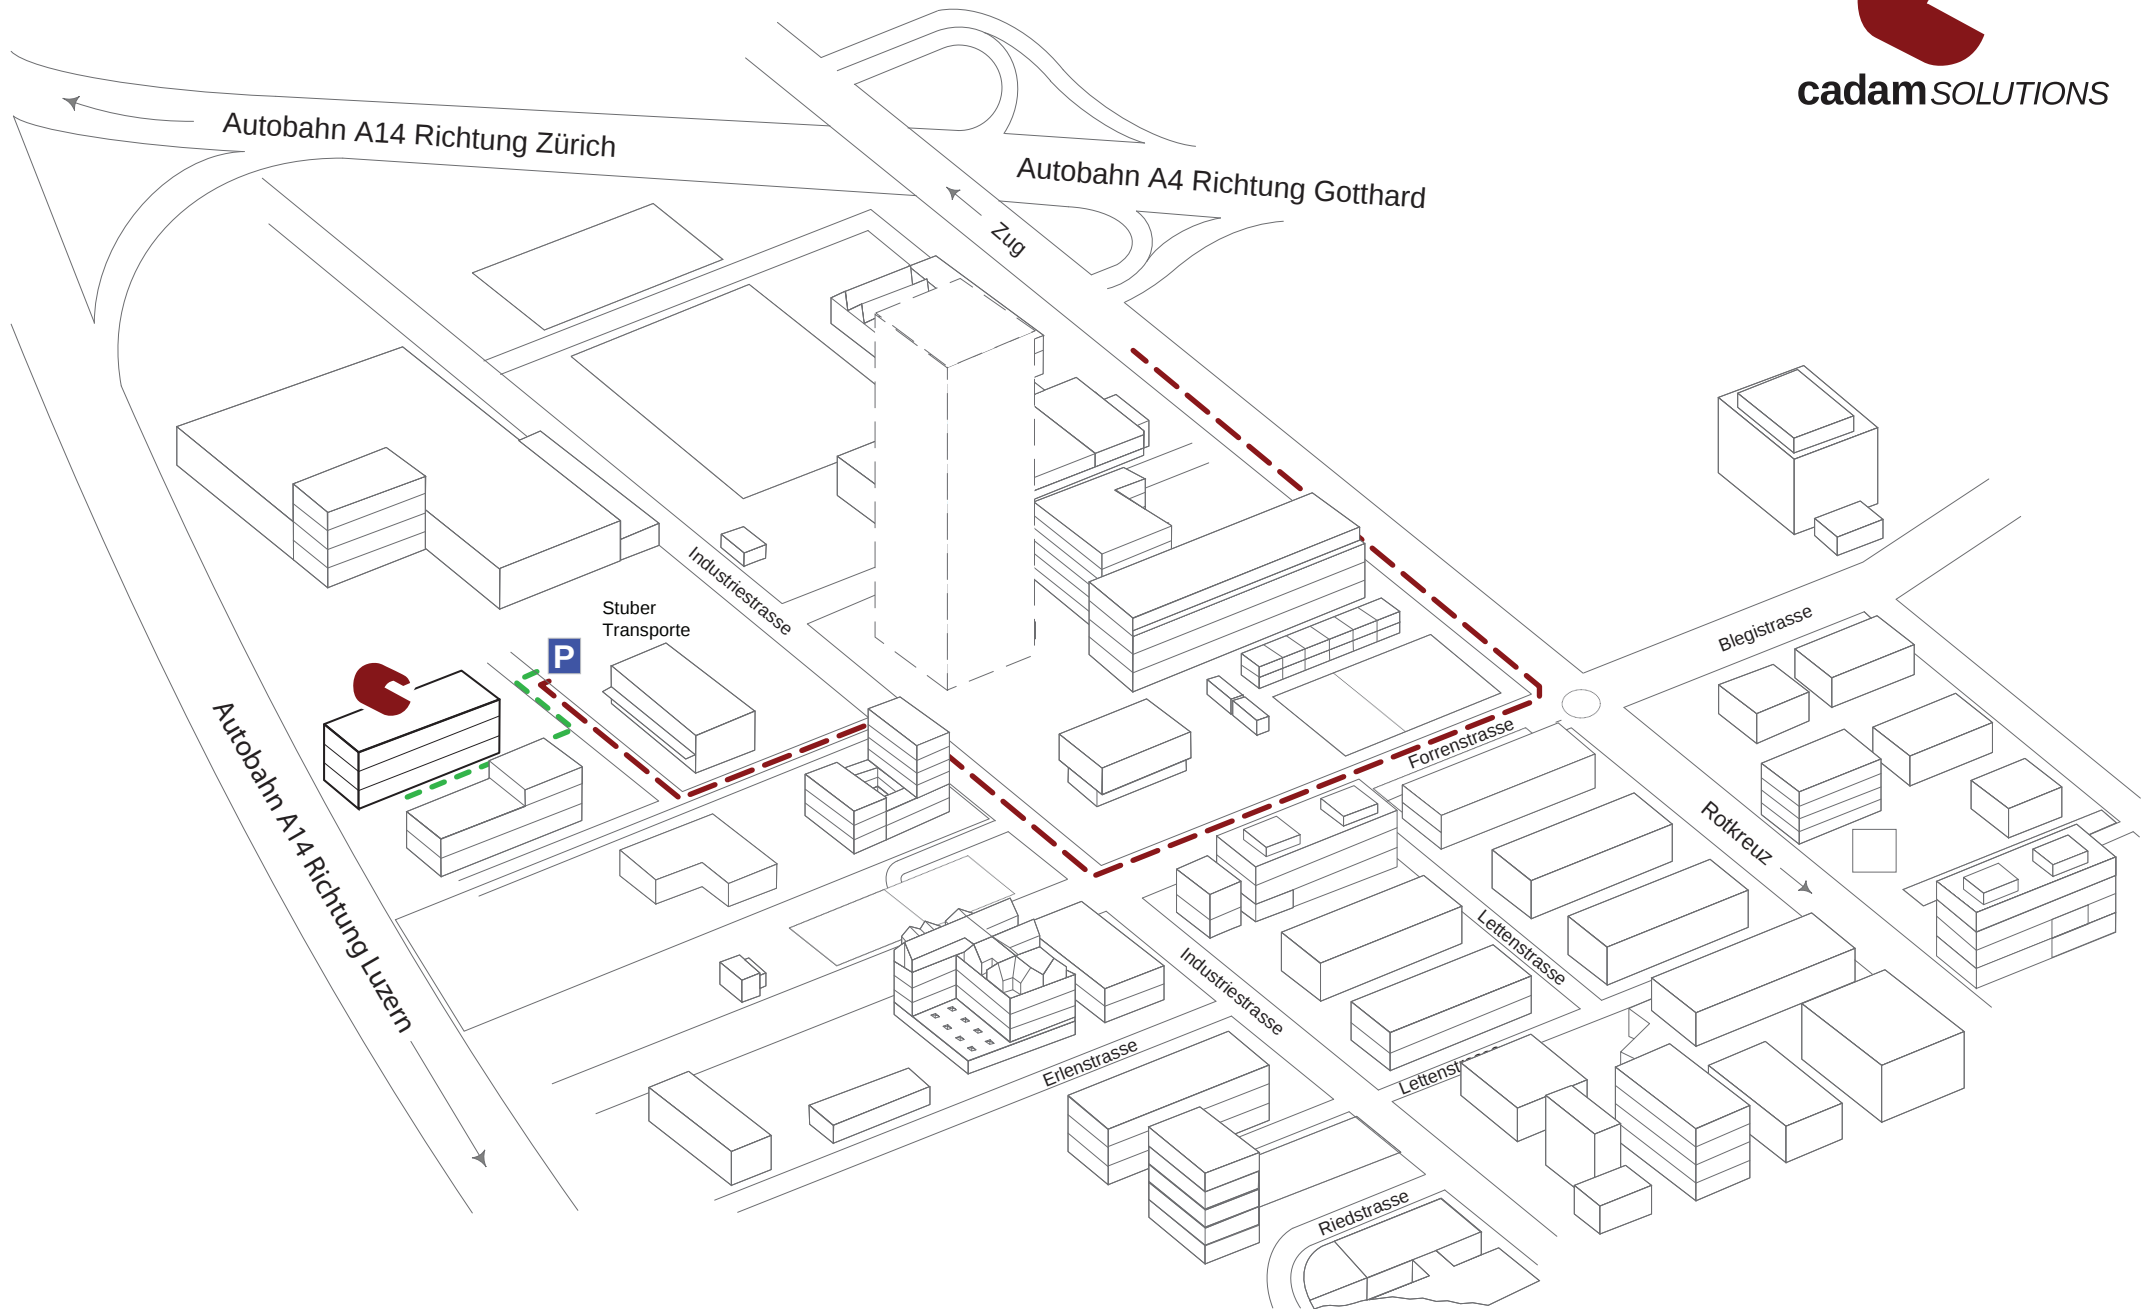 cadam SOLUTIONS
Autobahn A14 Richtung Zürich
Autobahn A4 Richtung Gotthard
Zug
Industriestrasse
Stuber
Transporte
P
Blegistrasse
Forrenstrasse
Rotkreuz
Autobahn A14 Richtung Luzern
Lettenstrasse
Industriestrasse
Erlenstrasse
Lettenstrasse
Riedstrasse